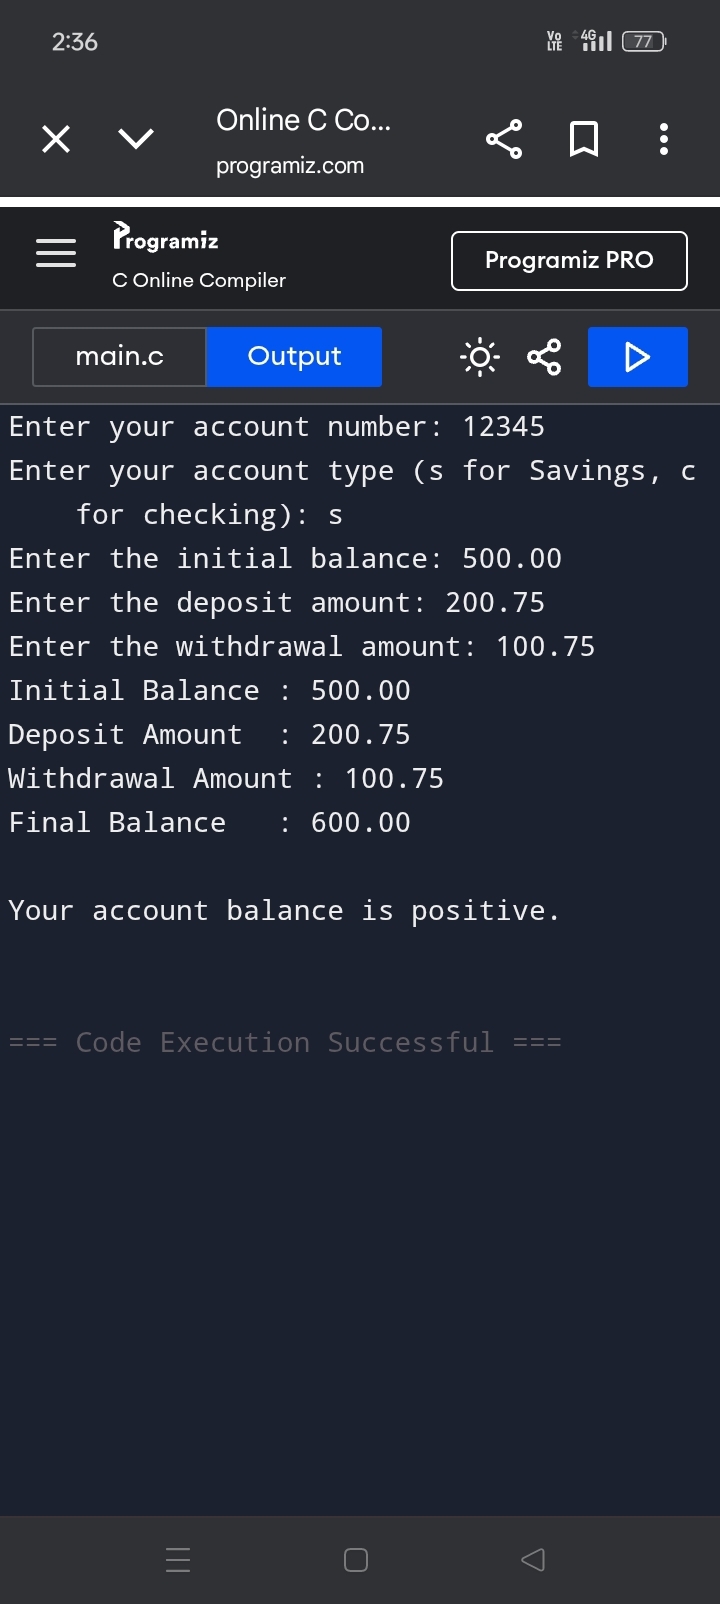 2:36
Vo LTE 4G 77
Online C Co...
programiz.com
Programiz
C Online Compiler
Programiz PRO
main.c
Output
Enter your account number: 12345
Enter your account type (s for Savings, c
for checking): s
Enter the initial balance: 500.00
Enter the deposit amount: 200.75
Enter the withdrawal amount: 100.75
Initial Balance : 500.00
Deposit Amount  : 200.75
Withdrawal Amount : 100.75
Final Balance   : 600.00
Your account balance is positive.
=== Code Execution Successful ===